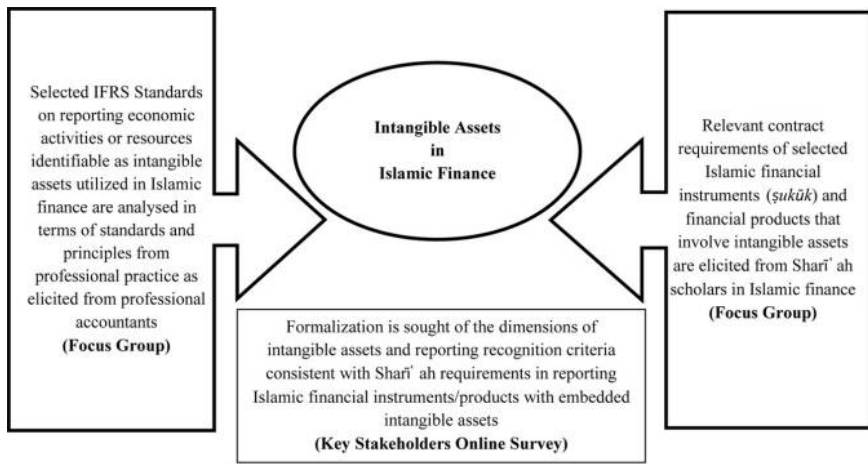 Selected IFRS Standards
on reporting economic
activities or resources
identifiable as intangible
assets utilized in Islamic
finance are analysed in
terms of standards and
principles from
professional practice as
elicited from professional
accountants
(Focus Group)
Intangible Assets
in
Islamic Finance
Relevant contract
requirements of selected
Islamic financial
instruments (ṣukūk) and
financial products that
involve intangible assets
are elicited from Sharīʿ ah
scholars in Islamic finance
(Focus Group)
Formalization is sought of the dimensions of
intangible assets and reporting recognition criteria
consistent with Sharīʿ ah requirements in reporting
Islamic financial instruments/products with embedded
intangible assets
(Key Stakeholders Online Survey)